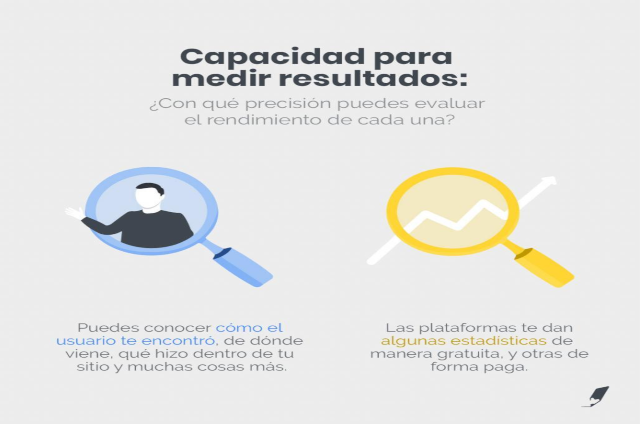 Capacidad para
medir resultados:
¿Con qué precisión puedes evaluar
el rendimiento de cada una?
Puedes conocer cómo el
usuario te encontró, de dónde
viene, qué hizo dentro de tu
sitio y muchas cosas más.
Las plataformas te dan
algunas estadísticas de
manera gratuita, y otras de
forma paga.